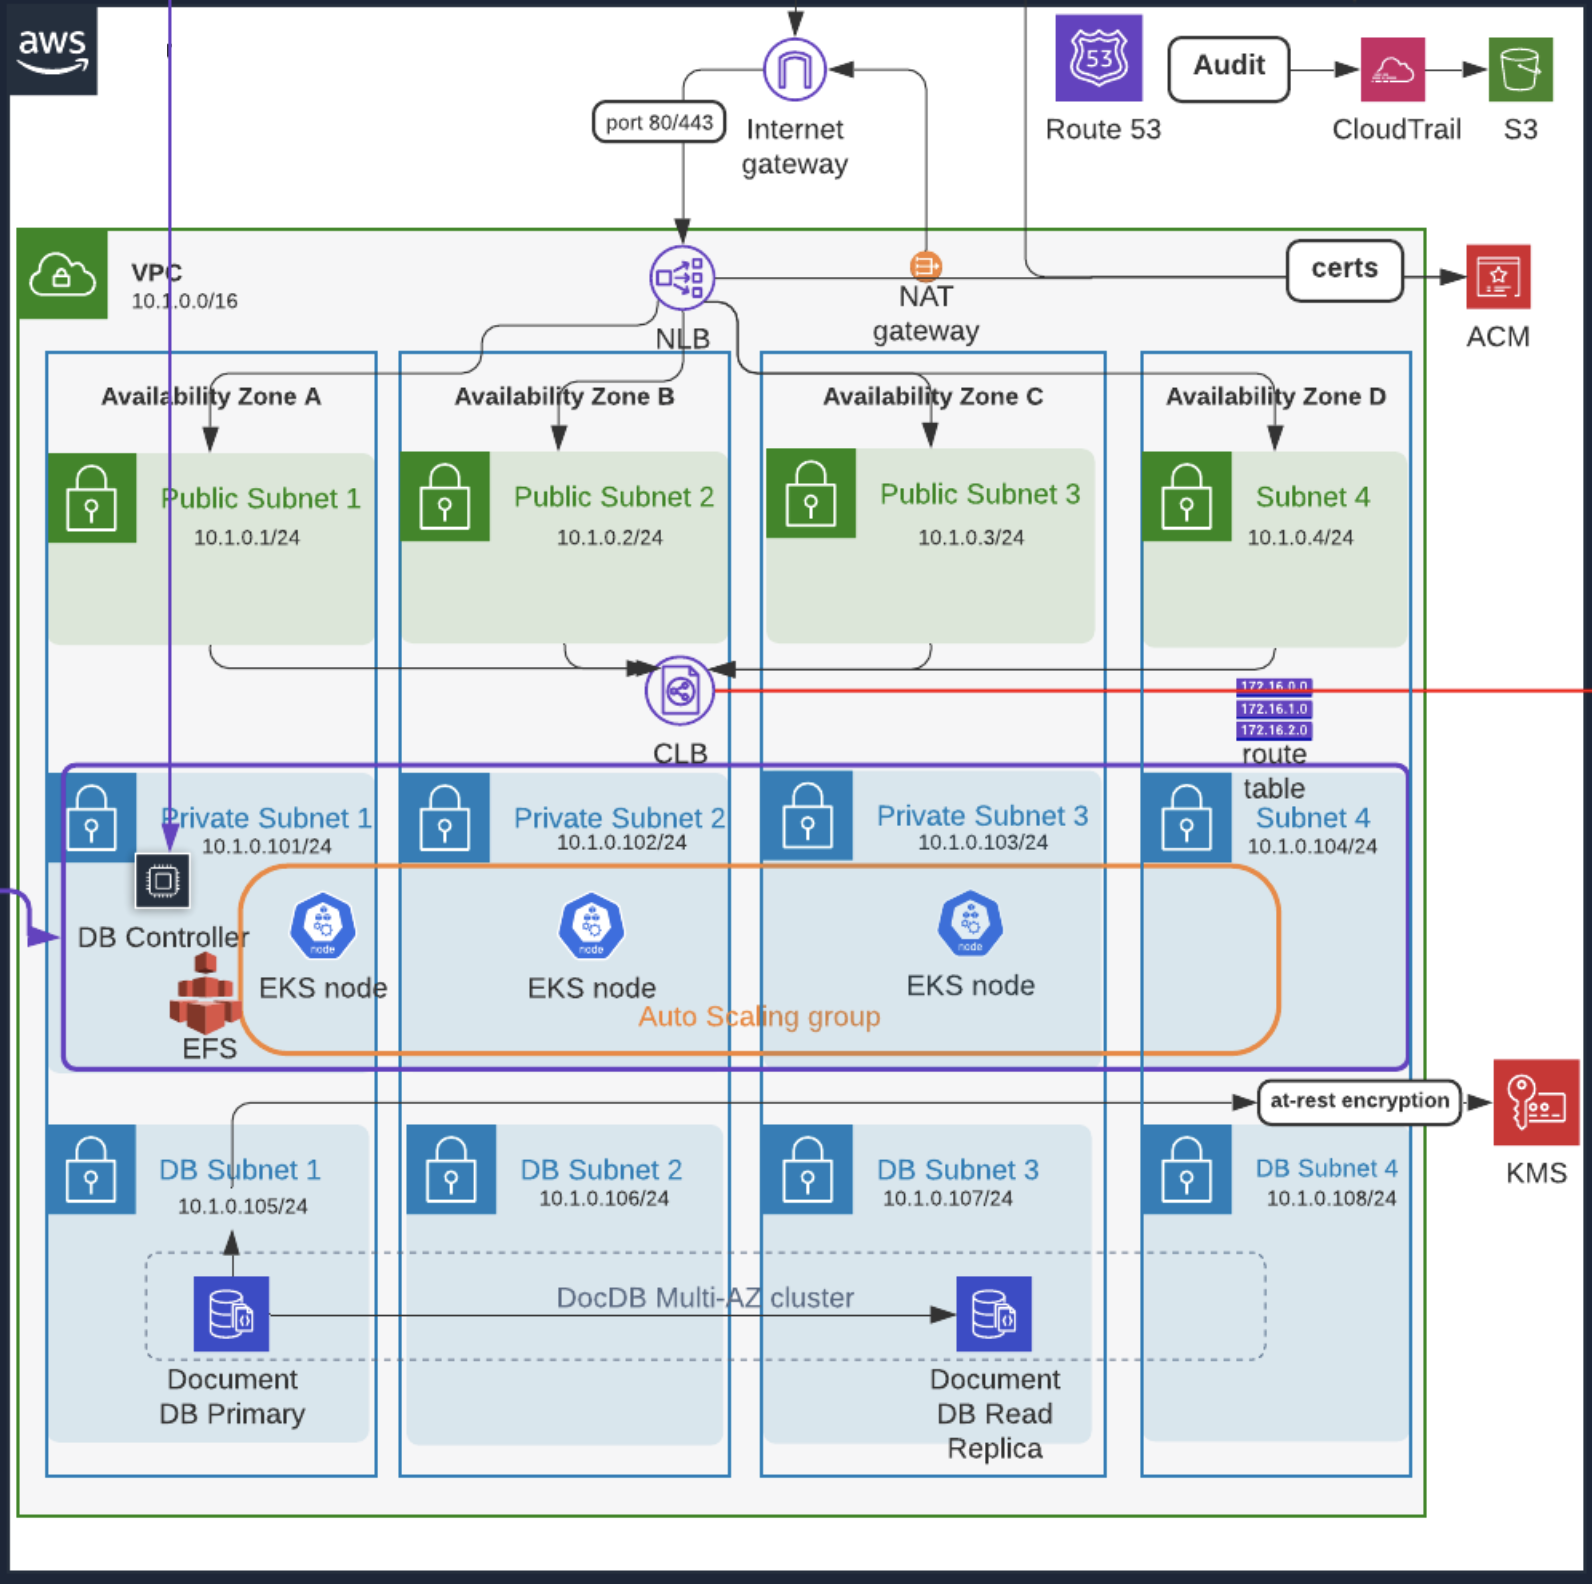 aws
53
Audit
Route 53
CloudTrail
S3
port 80/443
Internet
gateway
VPC
10.1.0.0/16
certs
NLB
NAT
gateway
ACM
Availability Zone A
Availability Zone B
Availability Zone C
Availability Zone D
Public Subnet 1
10.1.0.1/24
Public Subnet 2
10.1.0.2/24
Public Subnet 3
10.1.0.3/24
Subnet 4
10.1.0.4/24
CLB
172.16.0.0
172.16.1.0
172.16.2.0
route
table
Private Subnet 1
10.1.0.101/24
Private Subnet 2
10.1.0.102/24
Private Subnet 3
10.1.0.103/24
Subnet 4
10.1.0.104/24
DB Controller
EFS
node
EKS node
node
EKS node
node
EKS node
Auto Scaling group
at-rest encryption
KMS
DB Subnet 1
10.1.0.105/24
DB Subnet 2
10.1.0.106/24
DB Subnet 3
10.1.0.107/24
DB Subnet 4
10.1.0.108/24
DocDB Multi-AZ cluster
Document
DB Primary
Document
DB Read
Replica